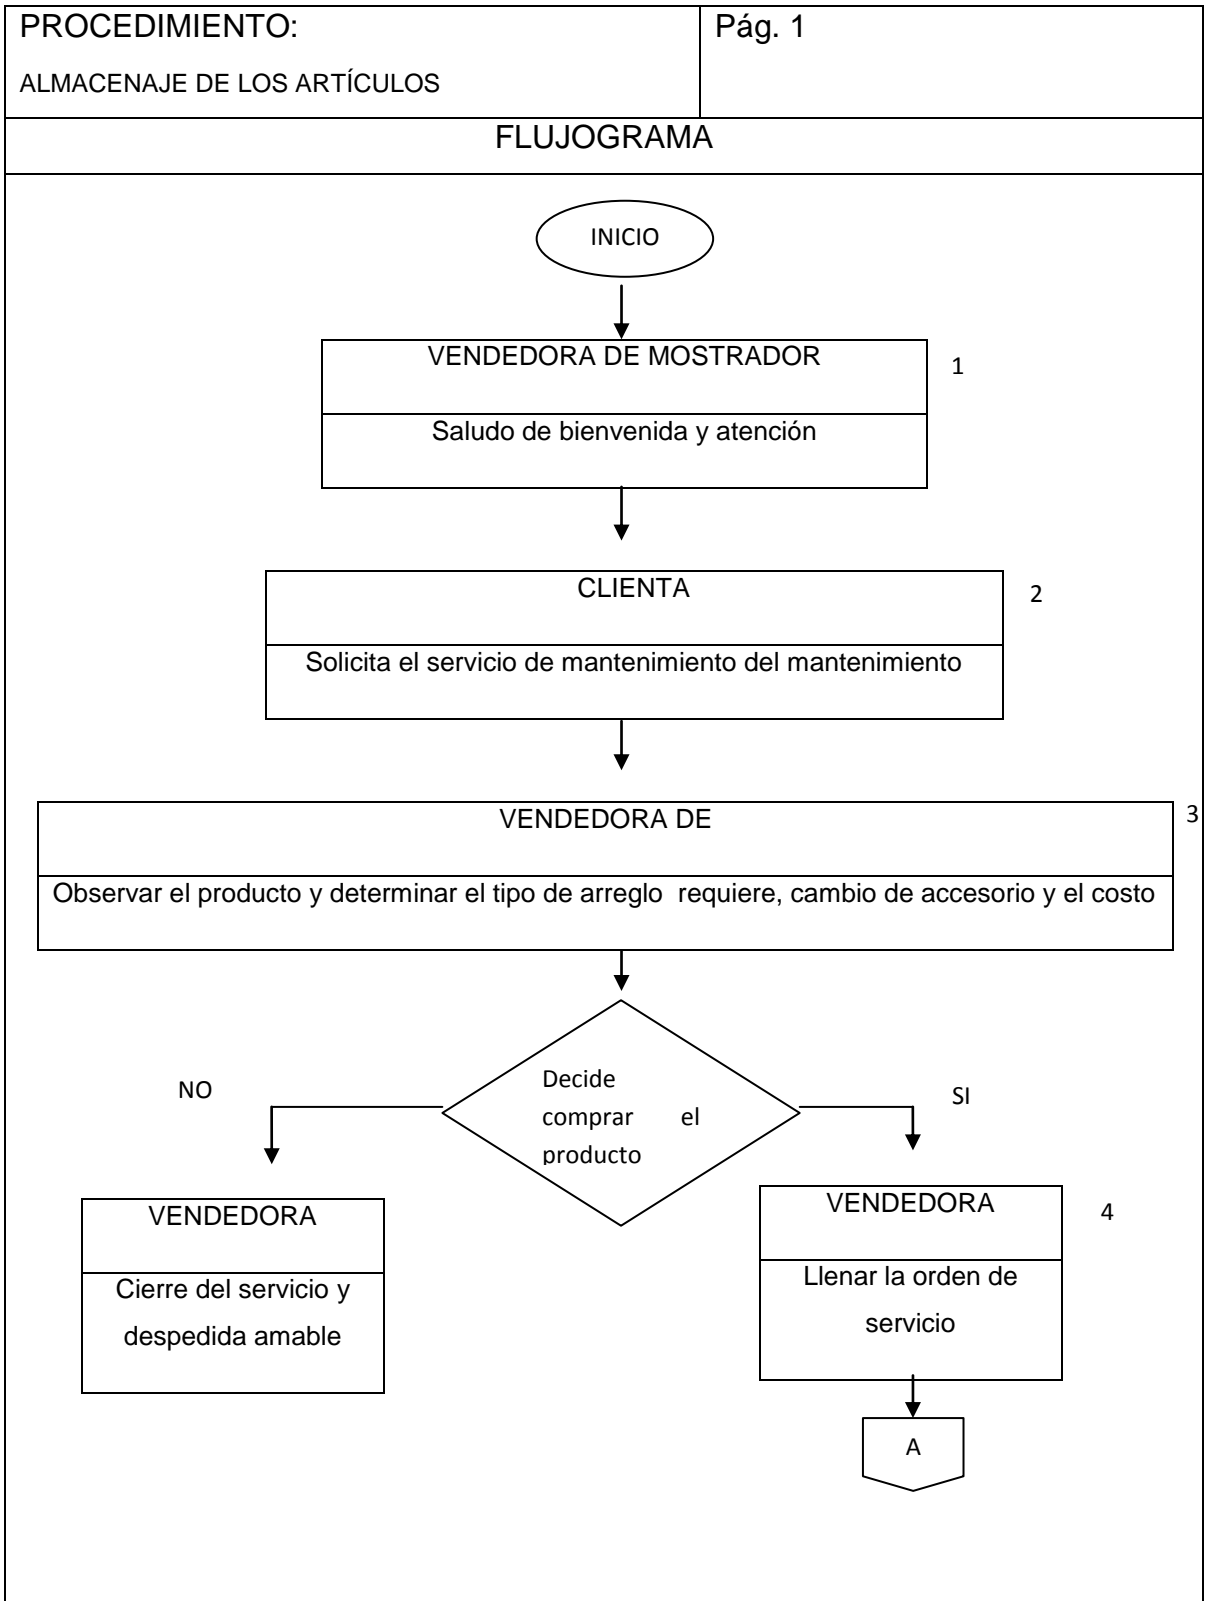 PROCEDIMIENTO:
Pág. 1
ALMACENAJE DE LOS ARTÍCULOS
FLUJOGRAMA
INICIO
VENDEDORA DE MOSTRADOR
1
Saludo de bienvenida y atención
CLIENTA
2
Solicita el servicio de mantenimiento del mantenimiento
VENDEDORA DE
3
Observar el producto y determinar el tipo de arreglo  requiere, cambio de accesorio y el costo
Decide
comprar el
producto
NO
SI
VENDEDORA
Cierre del servicio y
despedida amable
VENDEDORA
4
Llenar la orden de
servicio
A